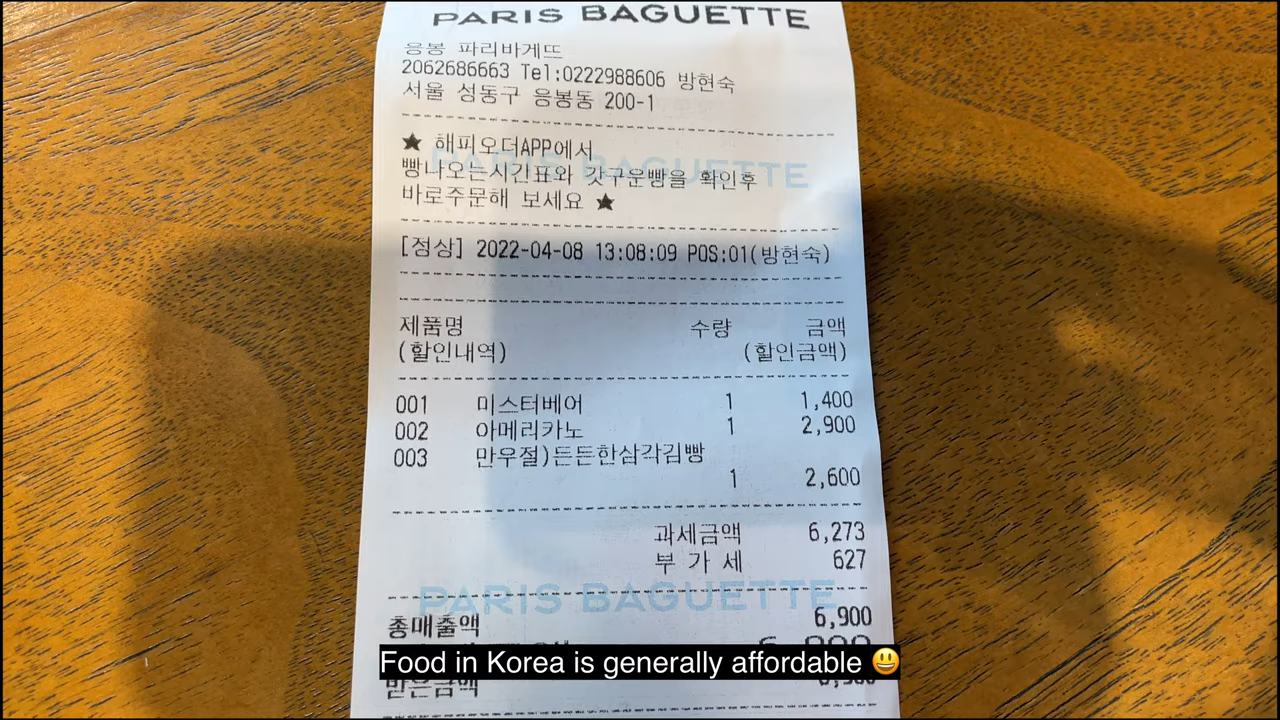 PARIS BAGUETTE
응봉 파리바게뜨
2062686663 Tel:0222988606 방현숙
서울 성동구 응봉동 200-1
★ 해피오더APP에서
PARIS BAGUETTE
빵나오는시간표와 갓구운빵을 확인후
바로주문해 보세요 ★
[정상] 2022-04-08 13:08:09 POS:01(방현숙)
제품명 수량 금액
(할인내역) (할인금액)
001 미스터베어 1 1,400
002 아메리카노 1 2,900
003 만우절)든든한삼각김빵
1 2,600
과세금액 6,273
부 가 세 627
PARIS BAGUETTE
총매출액 6,900
Food in Korea is generally affordable 😃
받은금액